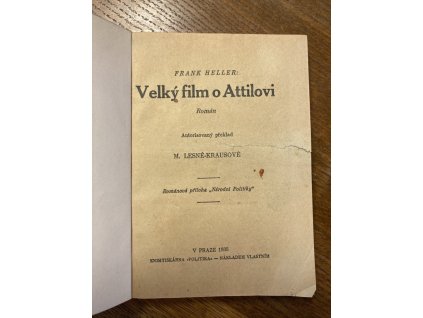 FRANK HELLER:
Velký film o Attilovi
Román
Autorisovaný překlad
M. LESNÉ-KRAUSOVÉ
Románová příloha „Národní Politiky“
V PRAZE 1935
KNIHTISKÁRNA »POLITIKA« — NÁKLADEM VLASTNÍM